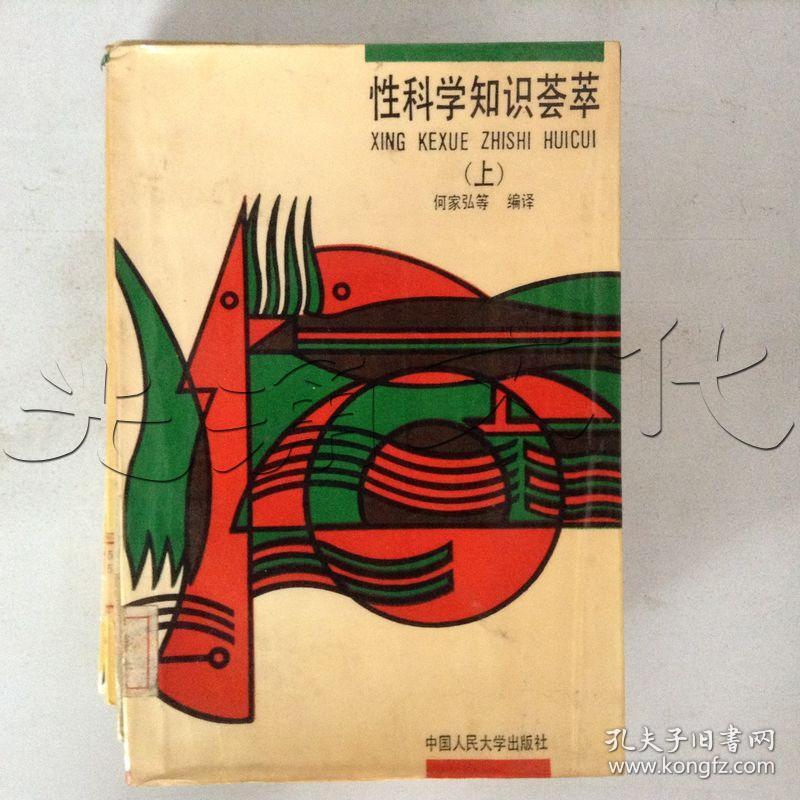 性科学知识荟萃
XING KEXUE ZHISHI HUICUI
(上)
何家弘等 编译
中国人民大学出版社
孔夫子旧書网
www.kongfz.com